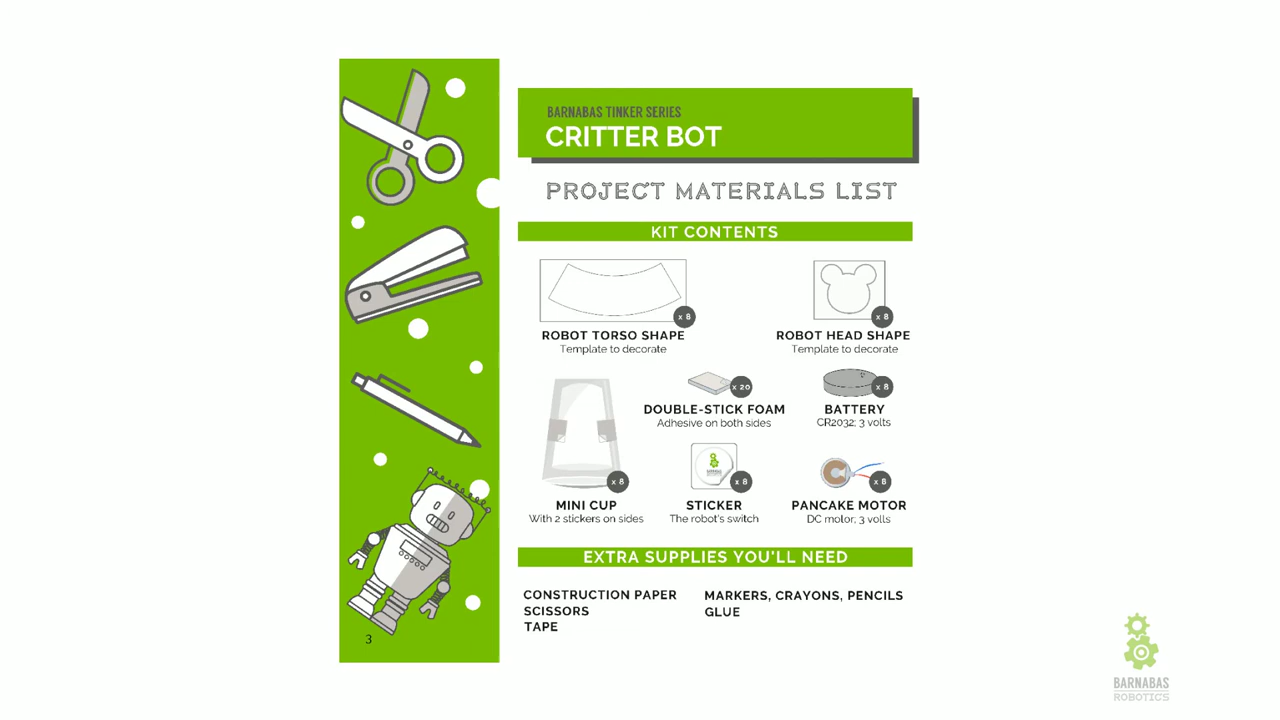 BARNABAS TINKER SERIES
CRITTER BOT
PROJECT MATERIALS LIST
KIT CONTENTS
x 8
x 8
ROBOT TORSO SHAPE
Template to decorate
ROBOT HEAD SHAPE
Template to decorate
x 20
x 8
DOUBLE-STICK FOAM
Adhesive on both sides
BATTERY
CR2032; 3 volts
x 8
x 8
x 8
MINI CUP
With 2 stickers on sides
STICKER
The robot's switch
PANCAKE MOTOR
DC motor; 3 volts
EXTRA SUPPLIES YOU'LL NEED
CONSTRUCTION PAPER
SCISSORS
TAPE
MARKERS, CRAYONS, PENCILS
GLUE
3
BARNABAS
ROBOTICS